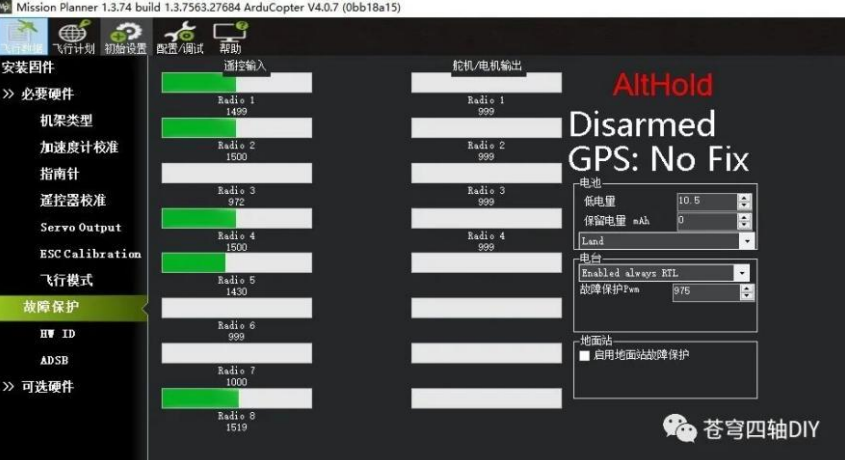 Mission Planner 1.3.74 build 1.3.7563.27684 ArduCopter V4.0.7 (0bb18a15)
飞行数据 飞行计划 初始设置 配置/调试 帮助
安装固件
>> 必要硬件
机架类型
加速度计校准
指南针
遥控器校准
Servo Output
ESC Calibration
飞行模式
故障保护
HW ID
ADSB
>> 可选硬件
遥控输入
Radio 1
1499
Radio 2
1500
Radio 3
972
Radio 4
1500
Radio 5
1430
Radio 6
999
Radio 7
1000
Radio 8
1519
舵机/电机输出
Radio 1
999
Radio 2
999
Radio 3
999
Radio 4
999
AltHold
Disarmed
GPS: No Fix
电池
低电量 10.5
保留电量 mAh 0
Land
电台
Enabled always RTL
故障保护Pwm 975
地面站
启用地面站故障保护
苍穹四轴DIY